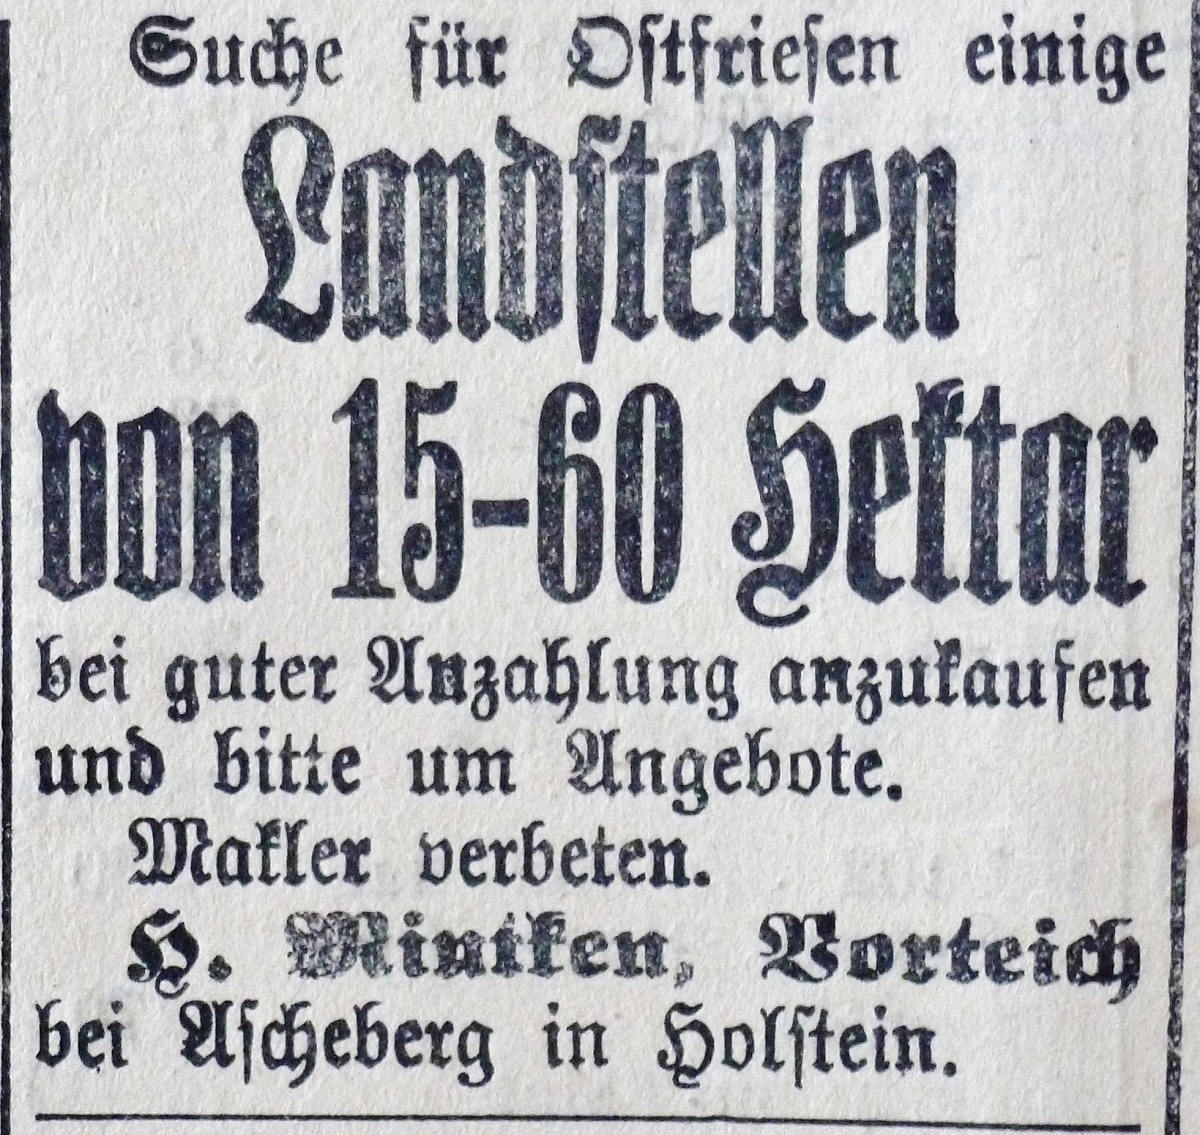 Suche für Ostfriesen einige
Landstellen
von 15-60 Hektar
bei guter Anzahlung anzukaufen
und bitte um Angebote.
Makler verbeten.
H. Mintken, Vorteich
bei Ascheberg in Holstein.